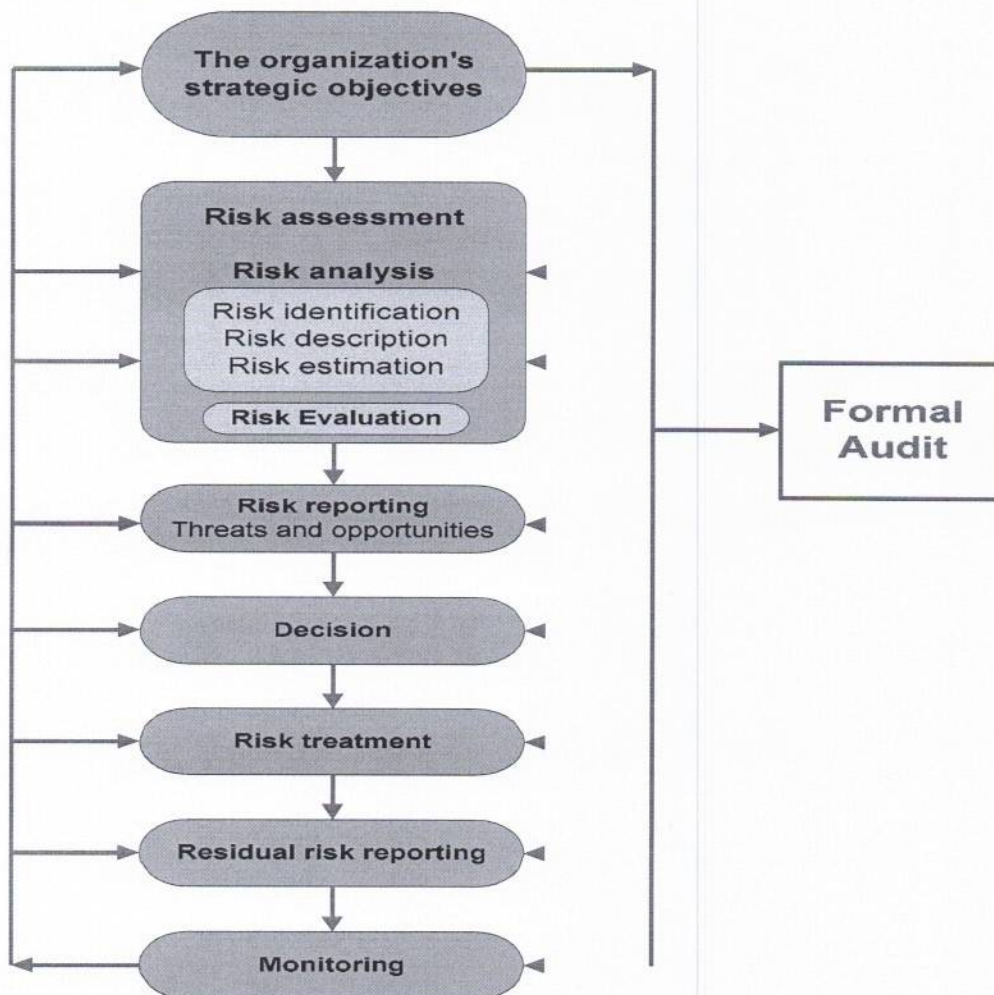 The organization's
strategic objectives
Risk assessment
Risk analysis
Risk identification
Risk description
Risk estimation
Risk Evaluation
Risk reporting
Threats and opportunities
Decision
Risk treatment
Residual risk reporting
Monitoring
Formal
Audit